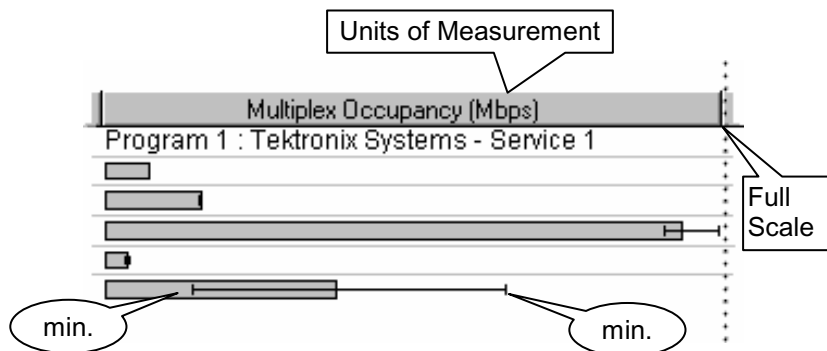 Units of Measurement
Multiplex Occupancy (Mbps)
Program 1 : Tektronix Systems - Service 1
Full
Scale
min.
min.